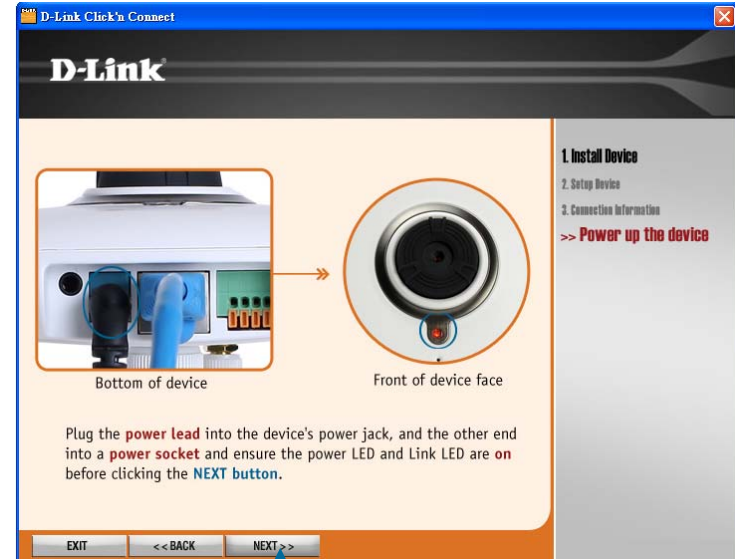 D-Link Click'n Connect
D-Link
1. Install Device
2. Setup Device
3. Connection Information
>> Power up the device
Bottom of device
Front of device face
Plug the power lead into the device's power jack, and the other end
into a power socket and ensure the power LED and Link LED are on
before clicking the NEXT button.
EXIT
<< BACK
NEXT >>